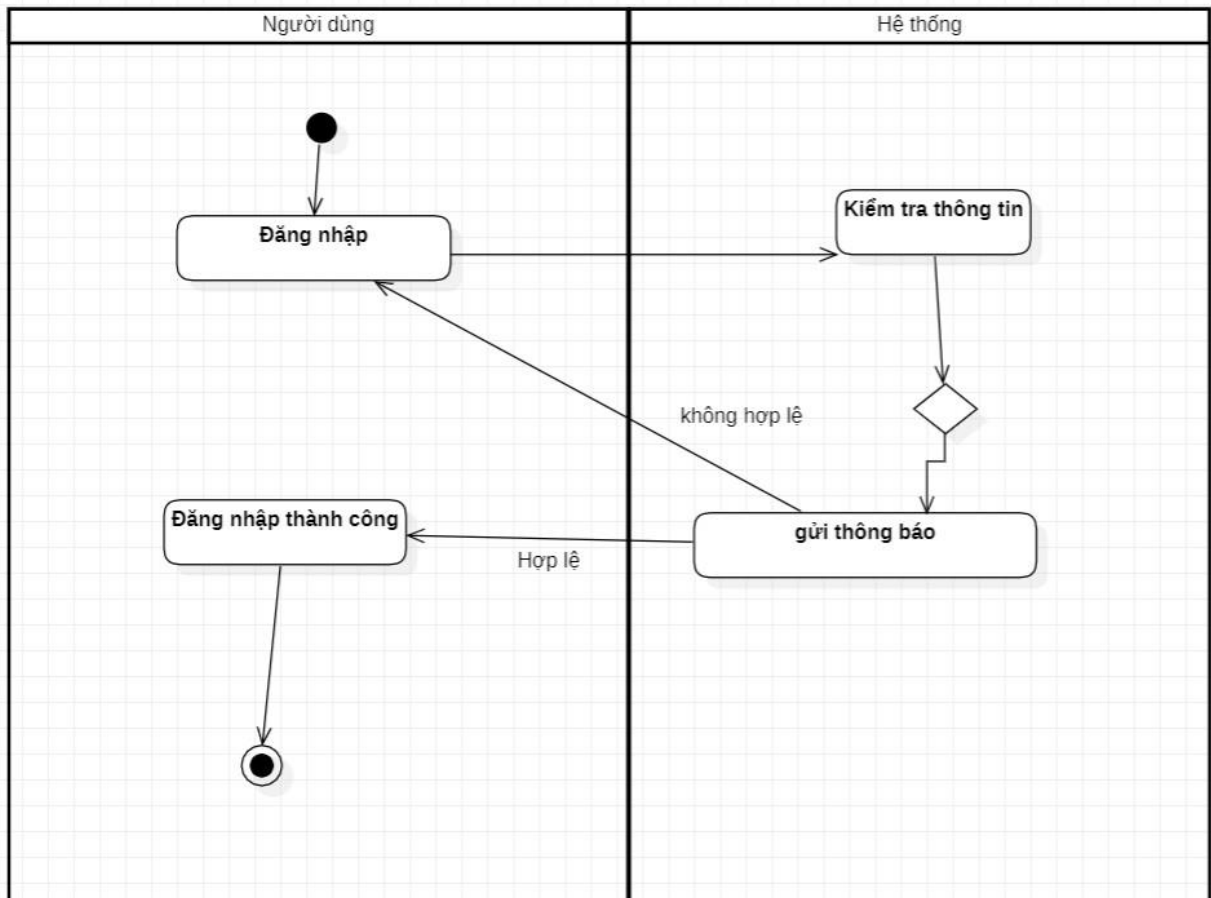 Người dùng
Hệ thống
Đăng nhập
Kiểm tra thông tin
không hợp lệ
Đăng nhập thành công
gửi thông báo
Hợp lệ